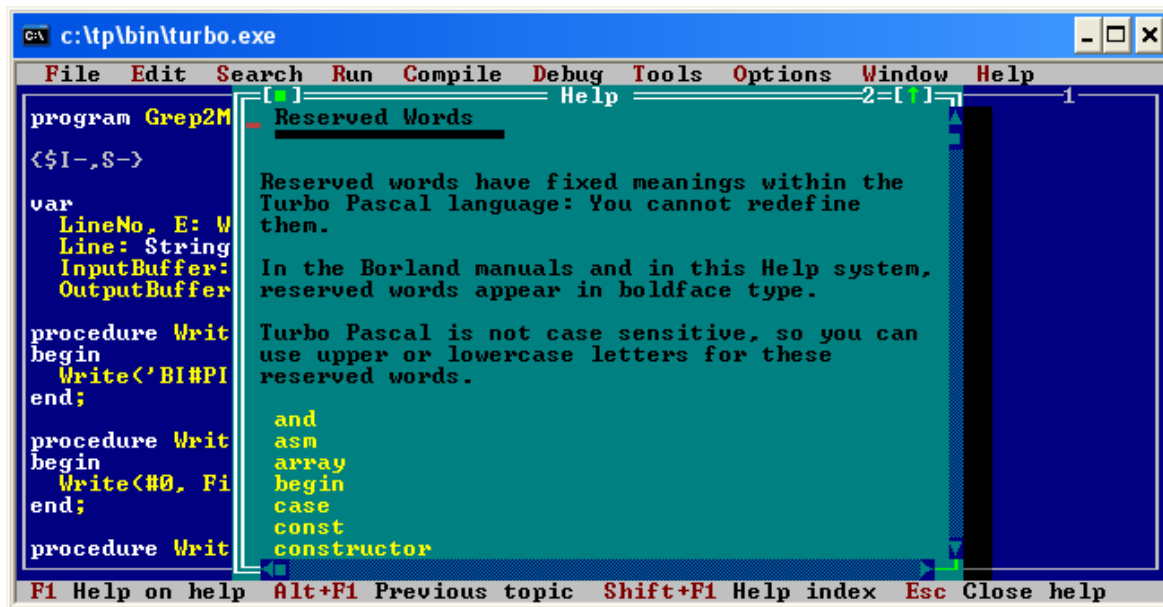 c:\tp\bin\turbo.exe
File Edit Search Run Compile Debug Tools Options Window Help
[■] Help 2=[↑] 1
program Grep2M
{$I-,S-}
var
LineNo, E: W
Line: String
InputBuffer:
OutputBuffer
procedure Writ
begin
Write('BI#PI
end;
procedure Writ
begin
Write(#0, Fi
end;
procedure Writ
Reserved Words
Reserved words have fixed meanings within the
Turbo Pascal language: You cannot redefine
them.
In the Borland manuals and in this Help system,
reserved words appear in boldface type.
Turbo Pascal is not case sensitive, so you can
use upper or lowercase letters for these
reserved words.
and
asm
array
begin
case
const
constructor
F1 Help on help Alt+F1 Previous topic Shift+F1 Help index Esc Close help